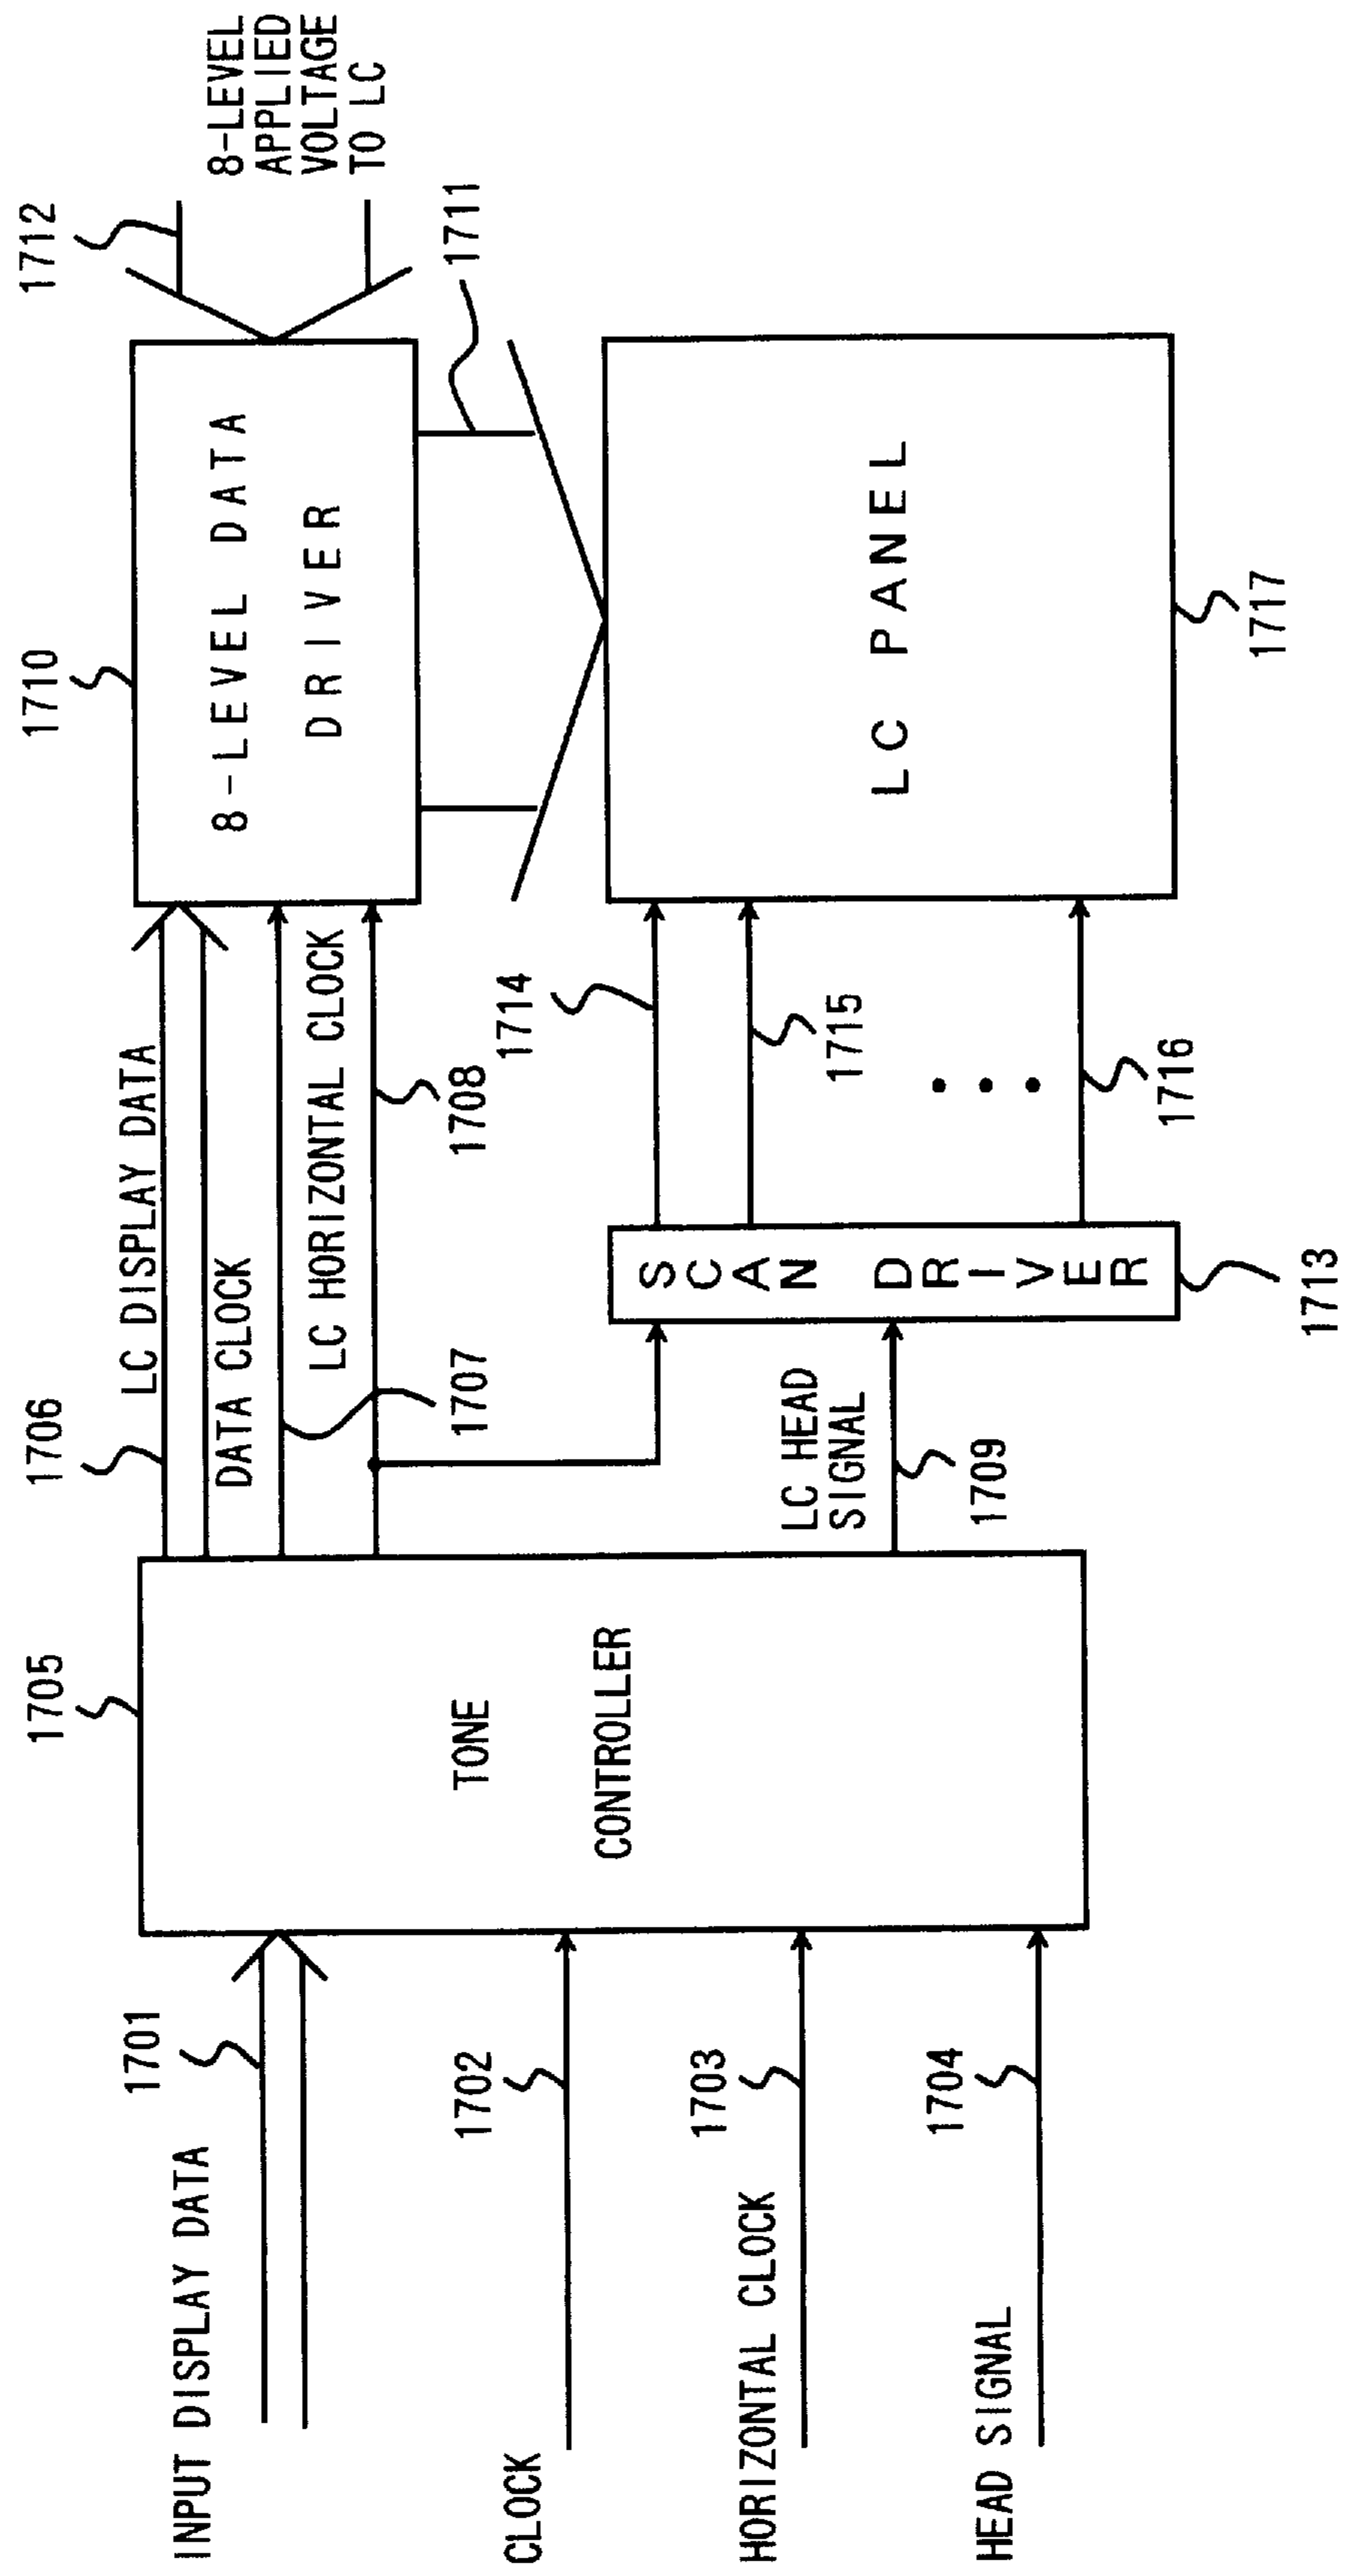 INPUT DISPLAY DATA
1701
CLOCK
1702
HORIZONTAL CLOCK
1703
HEAD SIGNAL
1704
1705
TONE
CONTROLLER
1706
LC DISPLAY DATA
DATA CLOCK
1707
LC HORIZONTAL CLOCK
1708
LC HEAD
SIGNAL
1709
1710
8-LEVEL DATA
DRIVER
1712
8-LEVEL
APPLIED
VOLTAGE
TO LC
1711
SCAN DRIVER
1713
1714
1715
1716
LC PANEL
1717